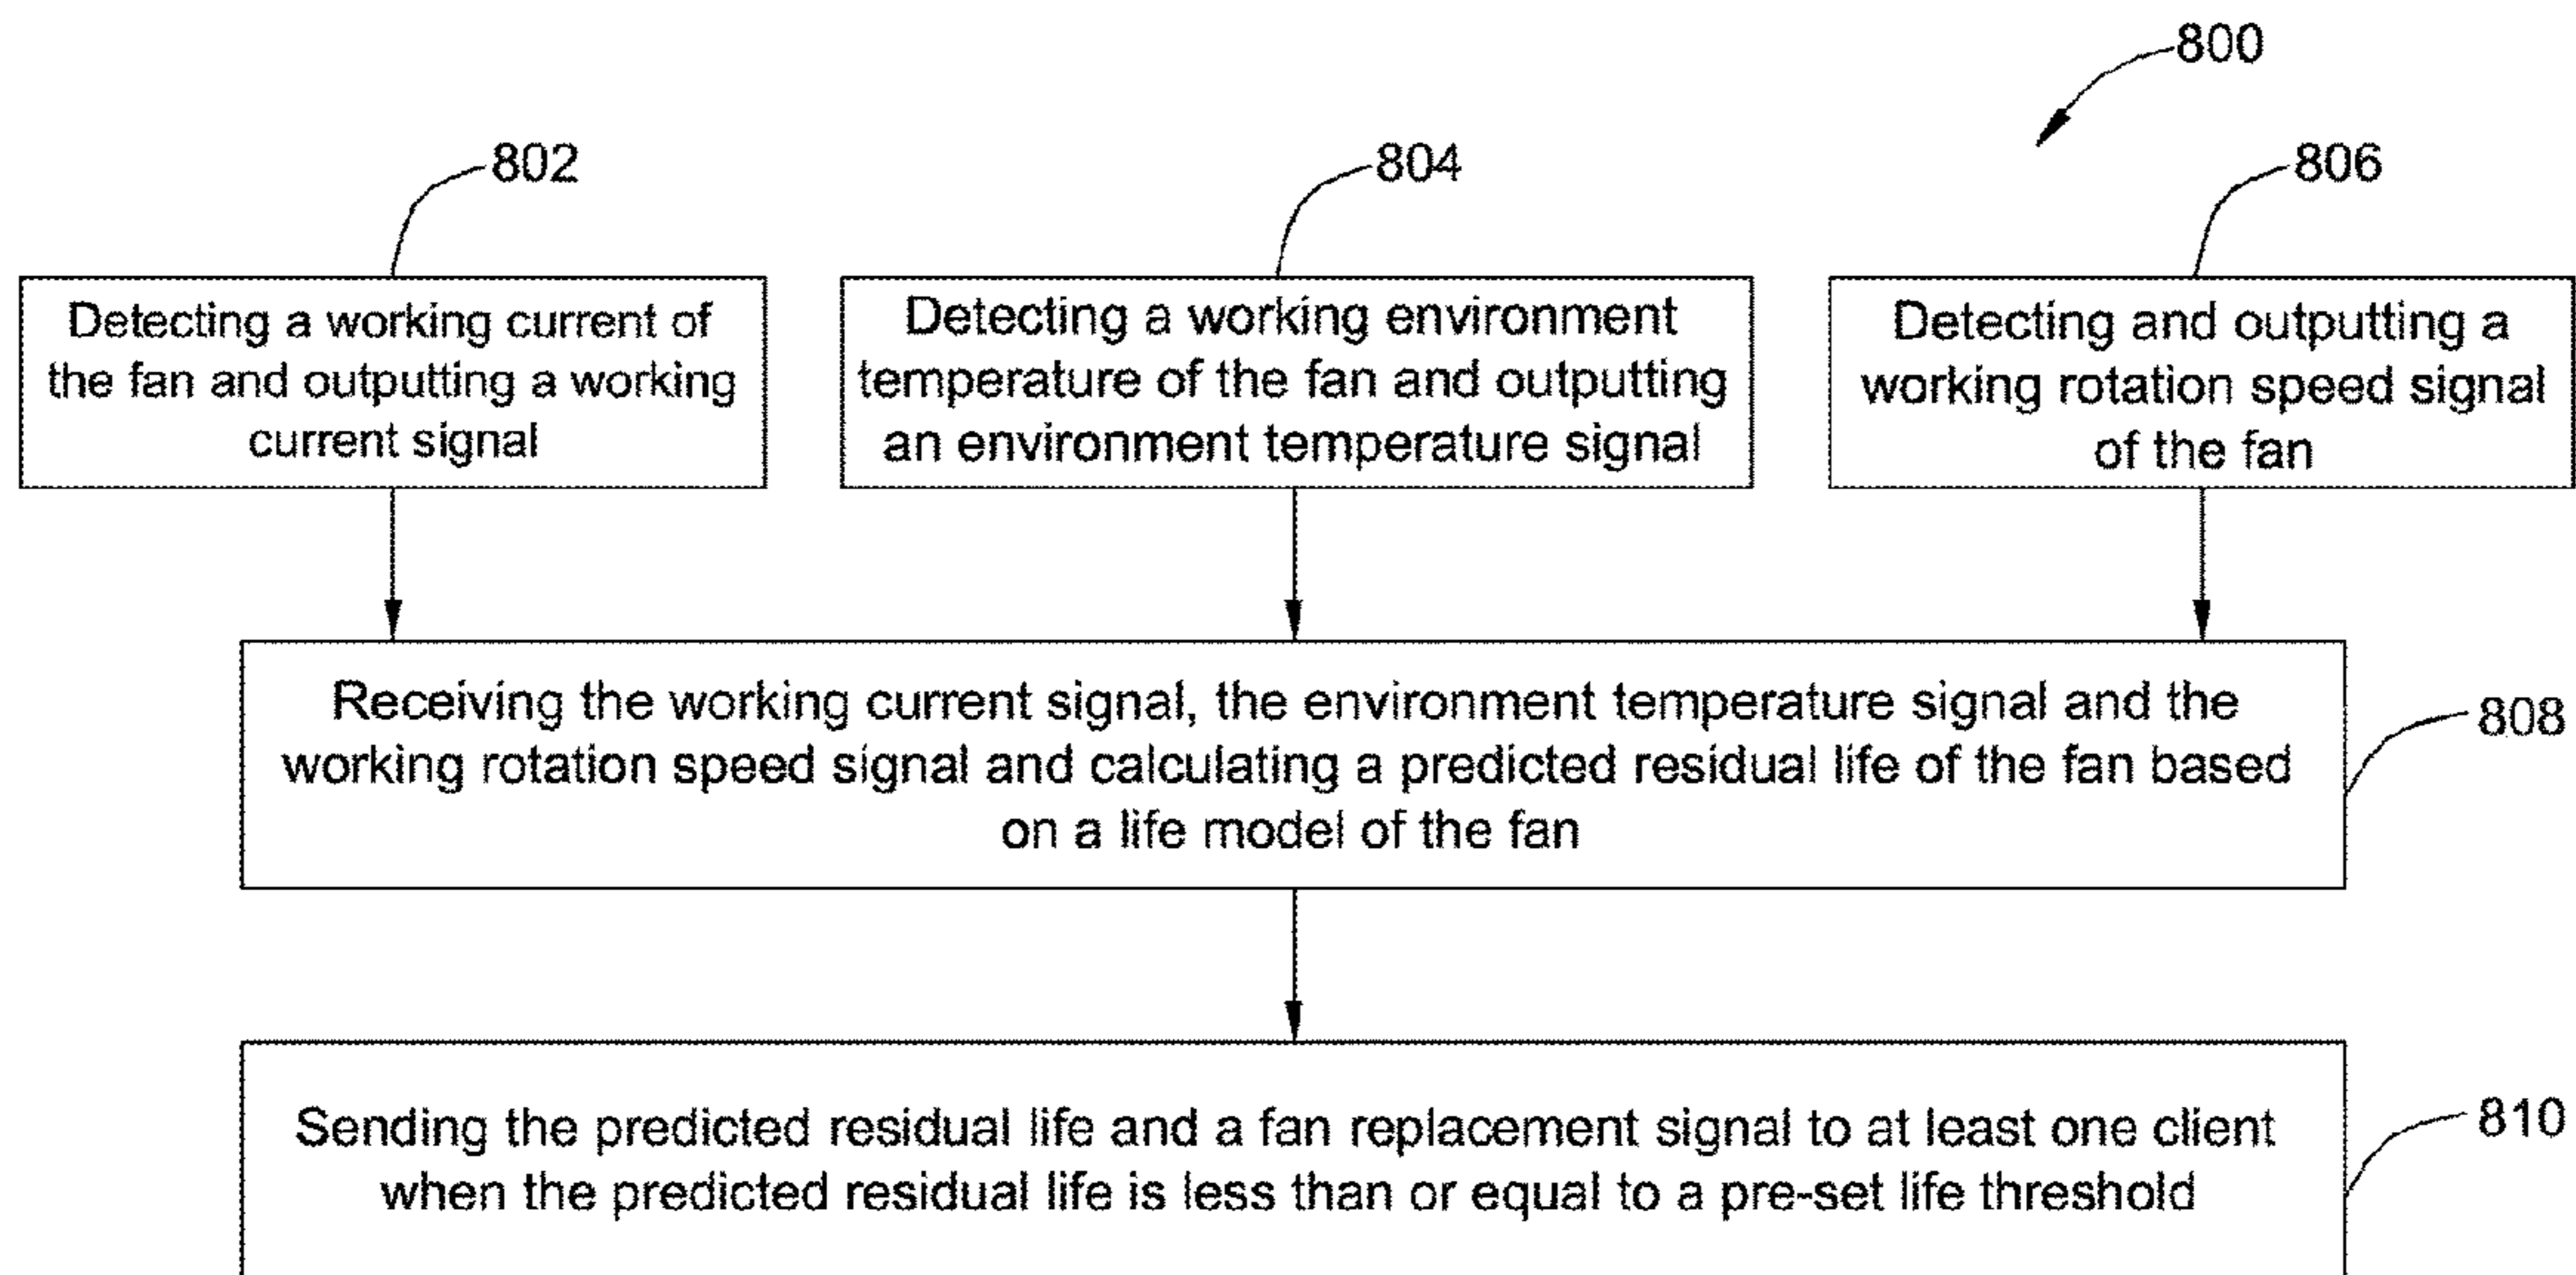 800
802
804
806
Detecting a working current of
the fan and outputting a working
current signal
Detecting a working environment
temperature of the fan and outputting
an environment temperature signal
Detecting and outputting a
working rotation speed signal
of the fan
Receiving the working current signal, the environment temperature signal and the
working rotation speed signal and calculating a predicted residual life of the fan based
on a life model of the fan
808
Sending the predicted residual life and a fan replacement signal to at least one client
when the predicted residual life is less than or equal to a pre-set life threshold
810